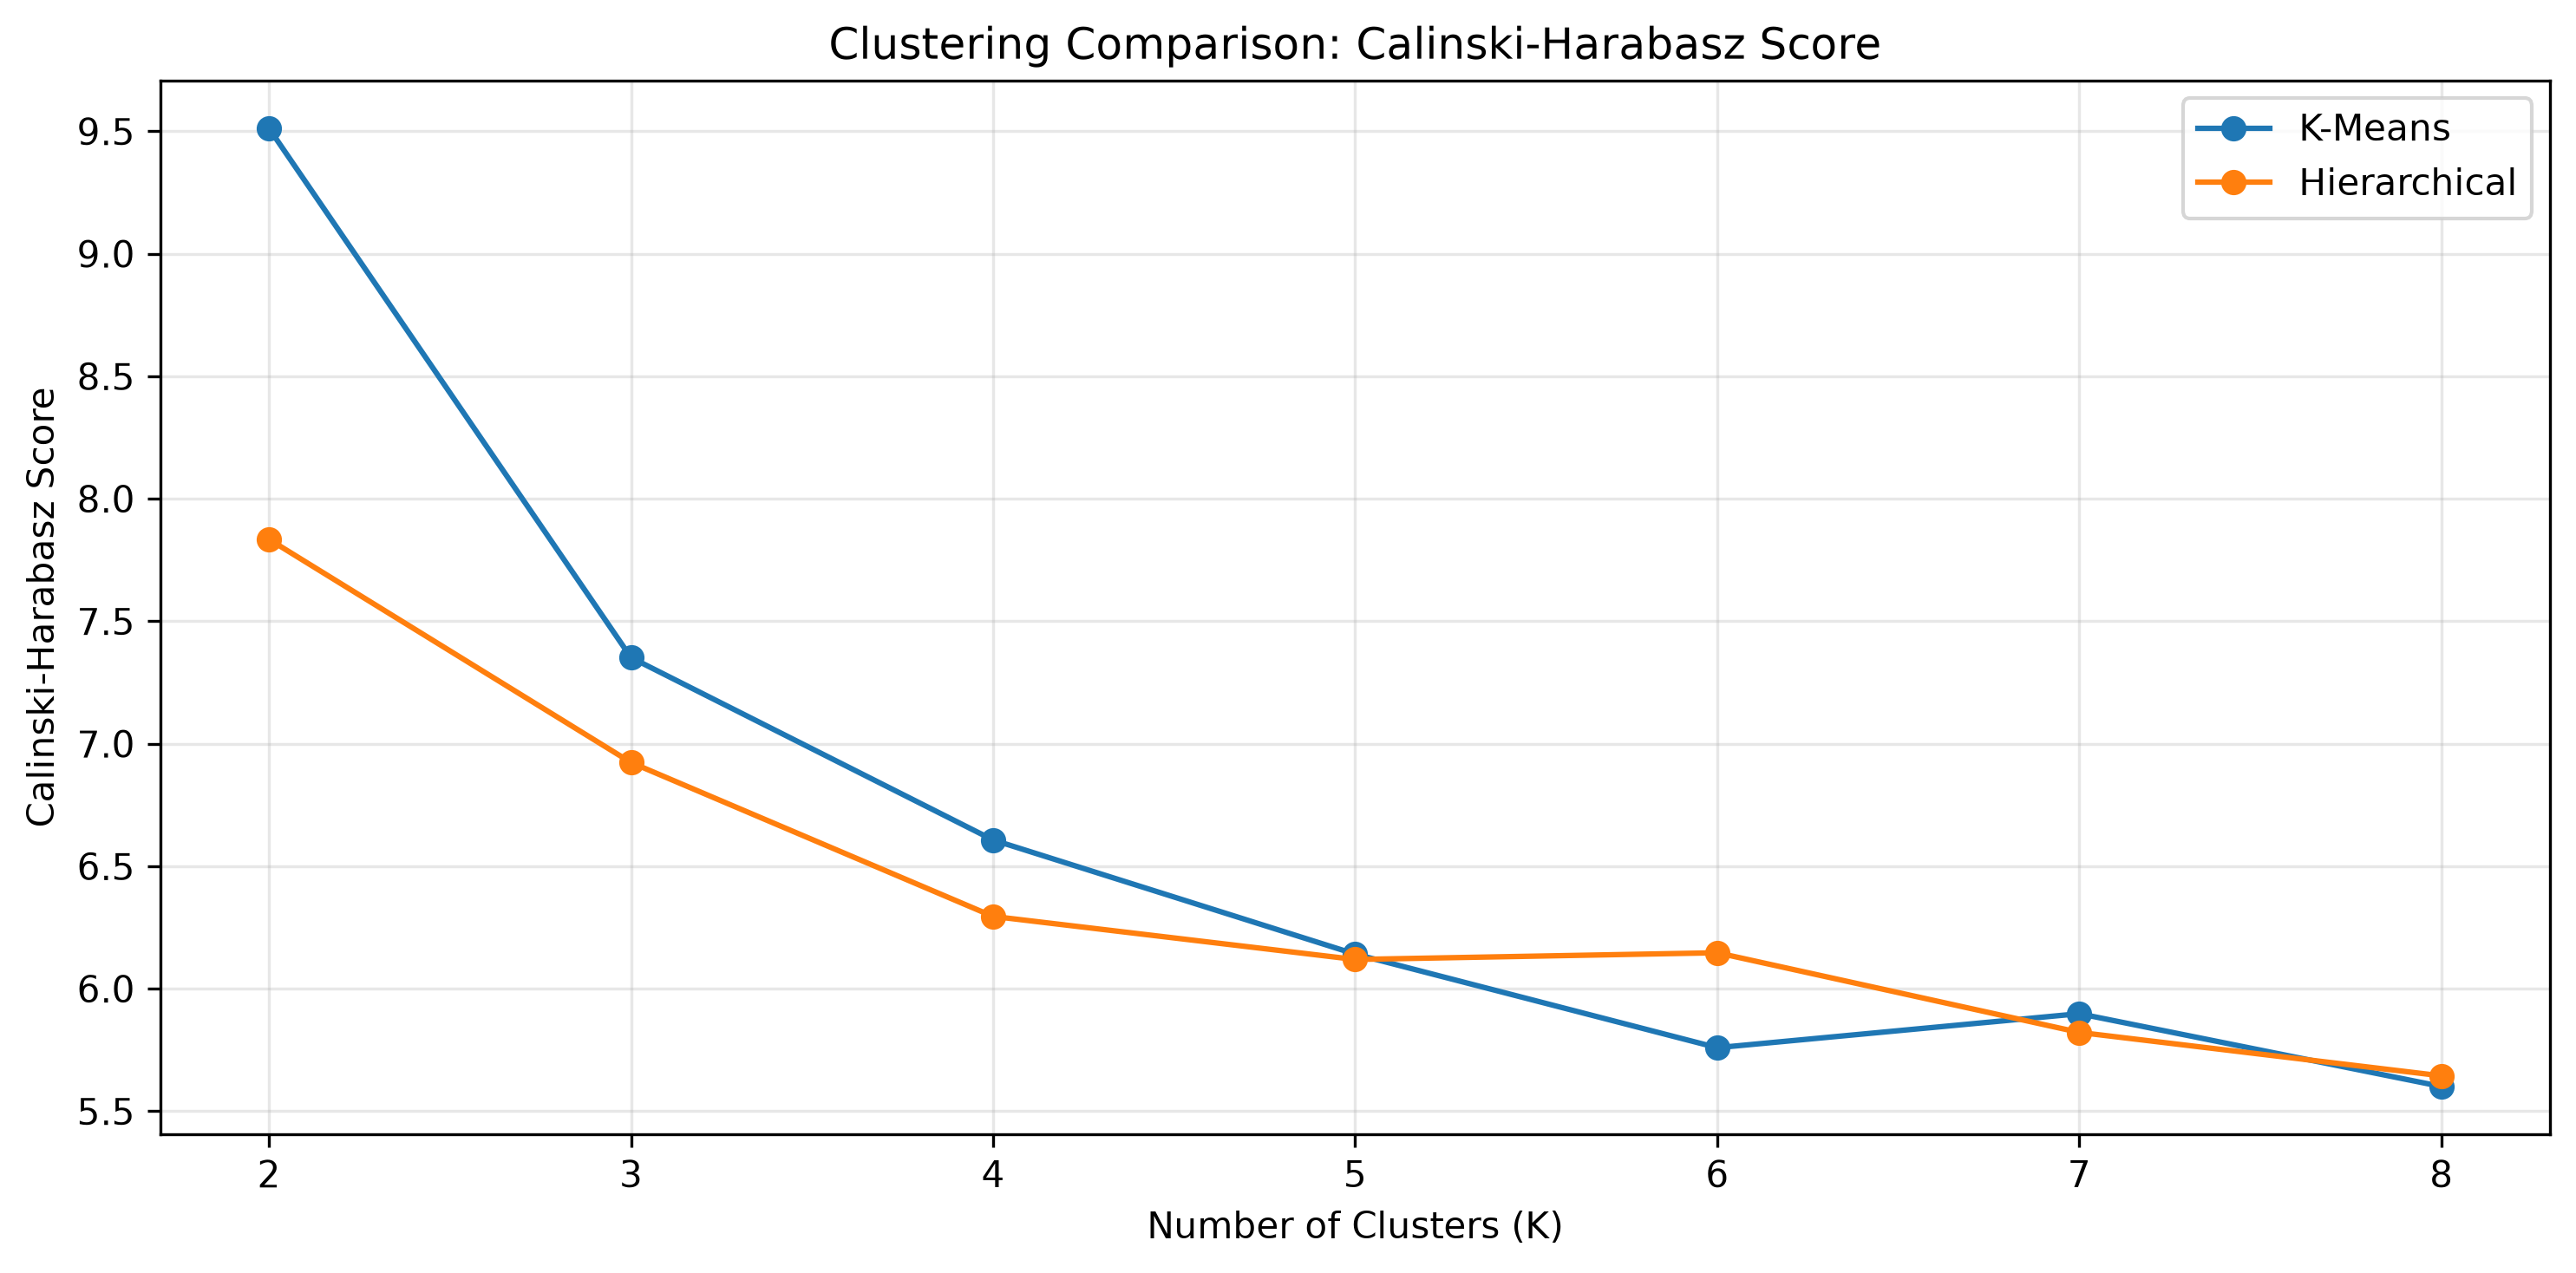 Clustering Comparison: Calinski-Harabasz Score
K-Means
Hierarchical
Calinski-Harabasz Score
9.5
9.0
8.5
8.0
7.5
7.0
6.5
6.0
5.5
2 3 4 5 6 7 8
Number of Clusters (K)